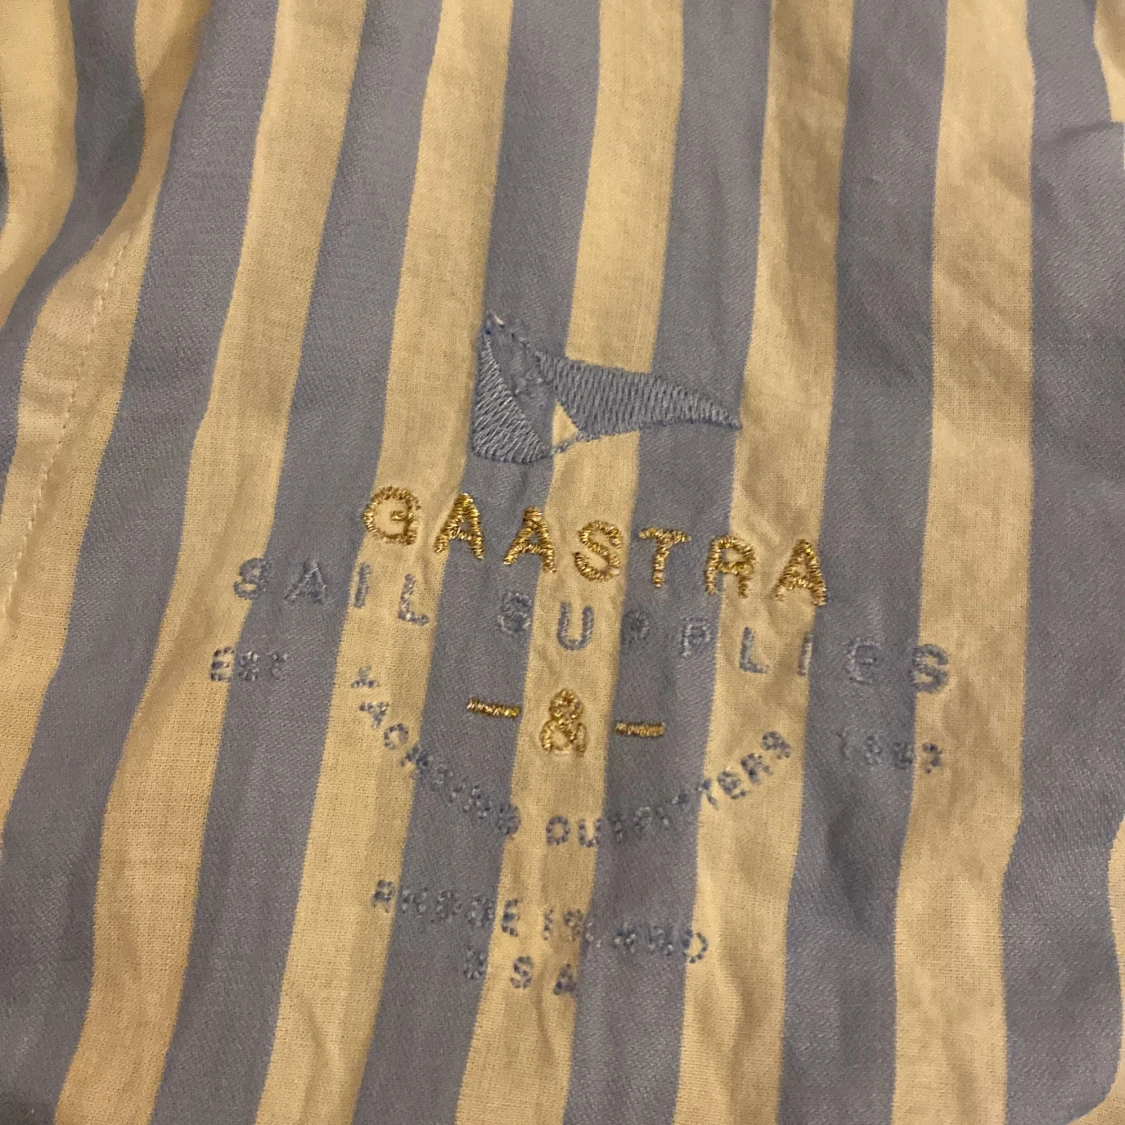 GAASTRA
SAIL SUPPLIES
Est
&
YACHTING OUTFITTERS
RHODE ISLAND
USA